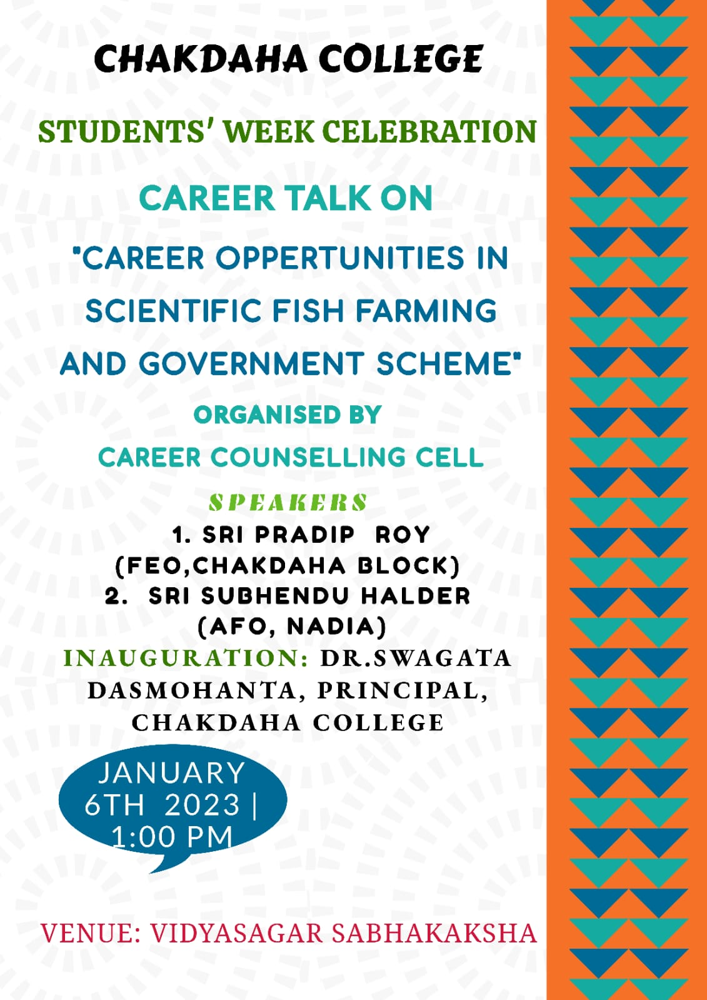 CHAKDAHA COLLEGE
STUDENTS' WEEK CELEBRATION
CAREER TALK ON
"CAREER OPPERTUNITIES IN
SCIENTIFIC FISH FARMING
AND GOVERNMENT SCHEME"
ORGANISED BY
CAREER COUNSELLING CELL
SPEAKERS
1. SRI PRADIP ROY
(FEO,CHAKDAHA BLOCK)
2. SRI SUBHENDU HALDER
(AFO, NADIA)
INAUGURATION: DR.SWAGATA
DASMOHANTA, PRINCIPAL,
CHAKDAHA COLLEGE
JANUARY
6TH 2023 |
1:00 PM
VENUE: VIDYASAGAR SABHAKAKSHA